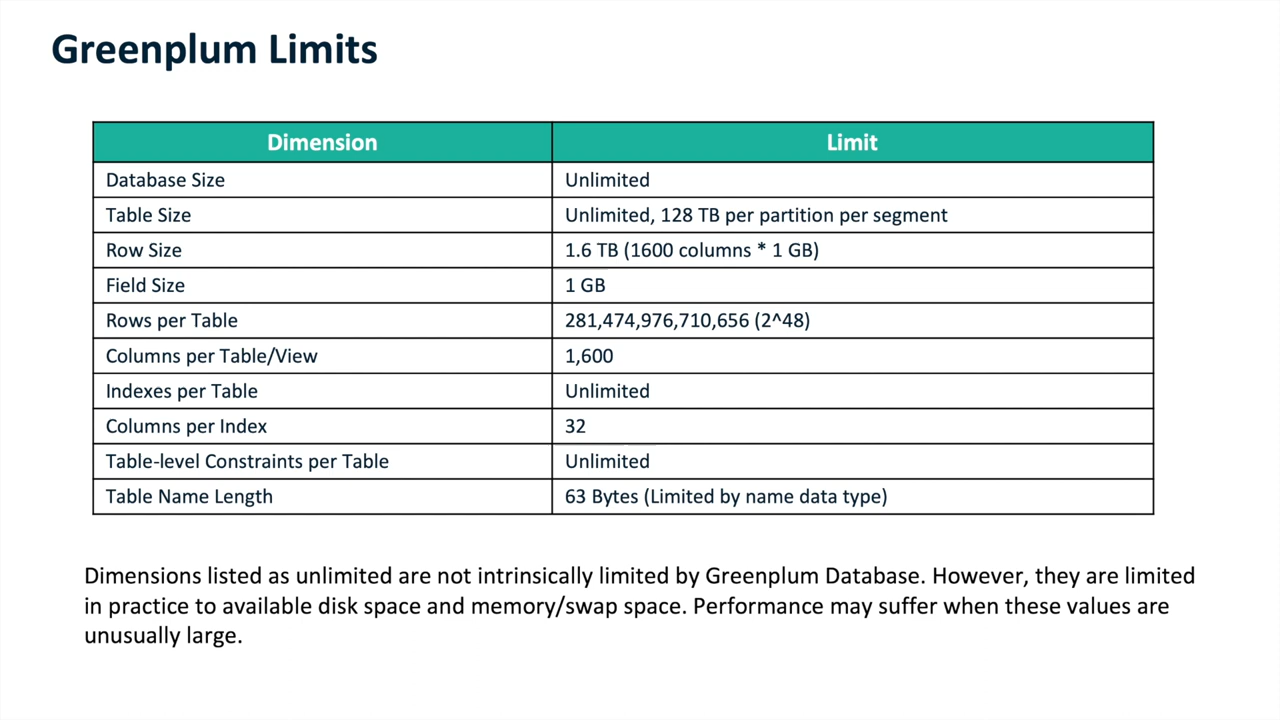 Greenplum Limits
Dimension Limit
Database Size Unlimited
Table Size Unlimited, 128 TB per partition per segment
Row Size 1.6 TB (1600 columns * 1 GB)
Field Size 1 GB
Rows per Table 281,474,976,710,656 (2^48)
Columns per Table/View 1,600
Indexes per Table Unlimited
Columns per Index 32
Table-level Constraints per Table Unlimited
Table Name Length 63 Bytes (Limited by name data type)
Dimensions listed as unlimited are not intrinsically limited by Greenplum Database. However, they are limited
in practice to available disk space and memory/swap space. Performance may suffer when these values are
unusually large.